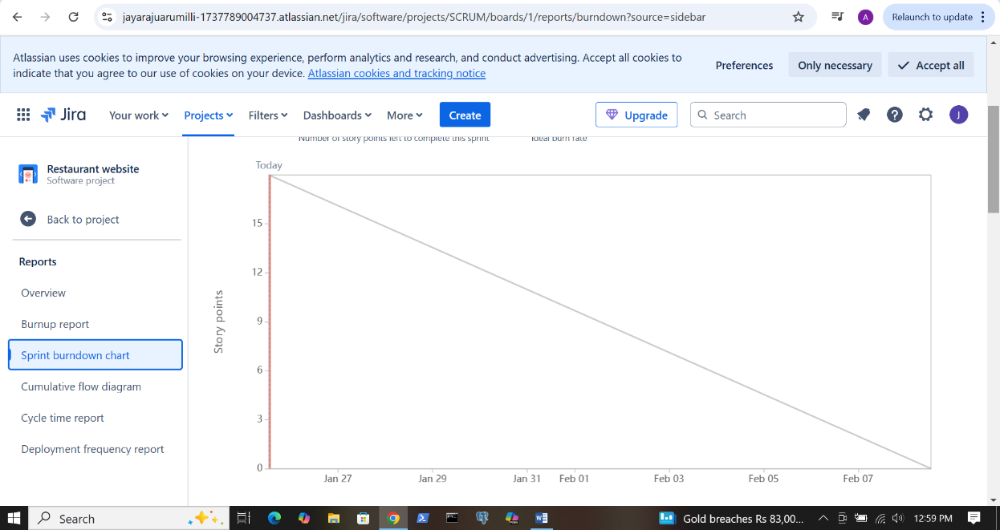 jayarajuarumilli-1737789004737.atlassian.net/jira/software/projects/SCRUM/boards/1/reports/burndown?source=sidebar
A
Relaunch to update
Atlassian uses cookies to improve your browsing experience, perform analytics and research, and conduct advertising. Accept all cookies to
indicate that you agree to our use of cookies on your device. Atlassian cookies and tracking notice
Preferences
Only necessary
Accept all
Jira
Your work
Projects
Filters
Dashboards
More
Create
Upgrade
Search
J
Restaurant website
Software project
Back to project
Reports
Overview
Burnup report
Sprint burndown chart
Cumulative flow diagram
Cycle time report
Deployment frequency report
Number of story points left to complete this sprint
Ideal burn rate
Today
Story points
15
12
9
6
3
0
Jan 27
Jan 29
Jan 31
Feb 01
Feb 03
Feb 05
Feb 07
Search
Gold breaches Rs 83,00...
12:59 PM